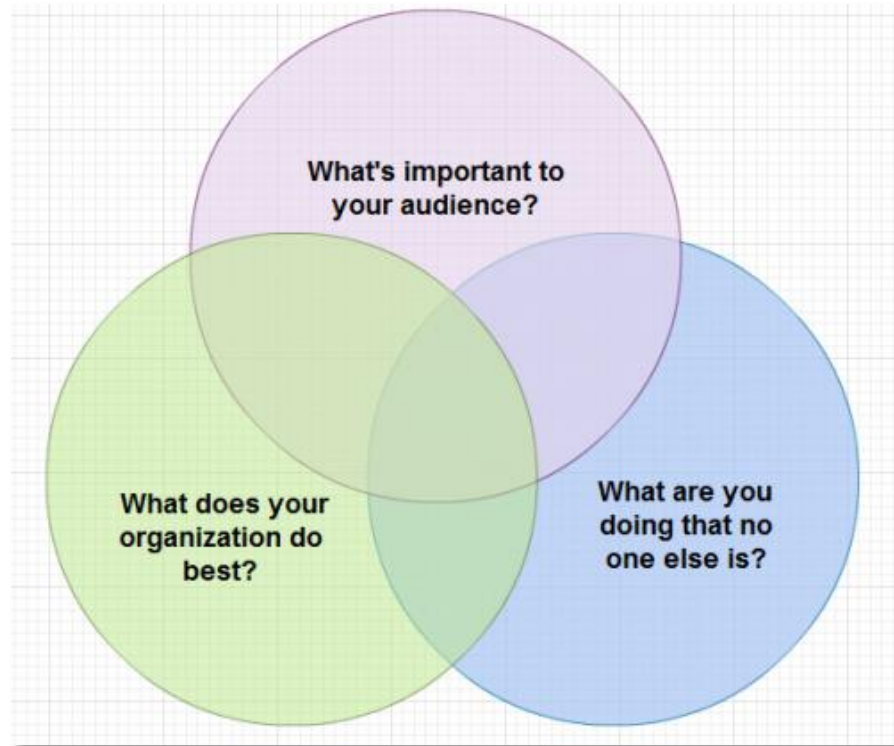 What's important to
your audience?
What does your
organization do
best?
What are you
doing that no
one else is?